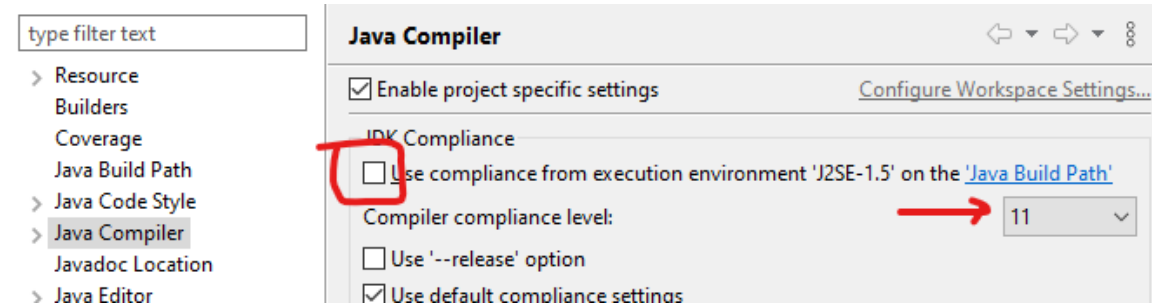 type filter text
Resource
Builders
Coverage
Java Build Path
Java Code Style
Java Compiler
Javadoc Location
Java Editor
Java Compiler
Enable project specific settings
Configure Workspace Settings...
JDK Compliance
Use compliance from execution environment 'J2SE-1.5' on the 'Java Build Path'
Compiler compliance level:
11
Use '--release' option
Use default compliance settings